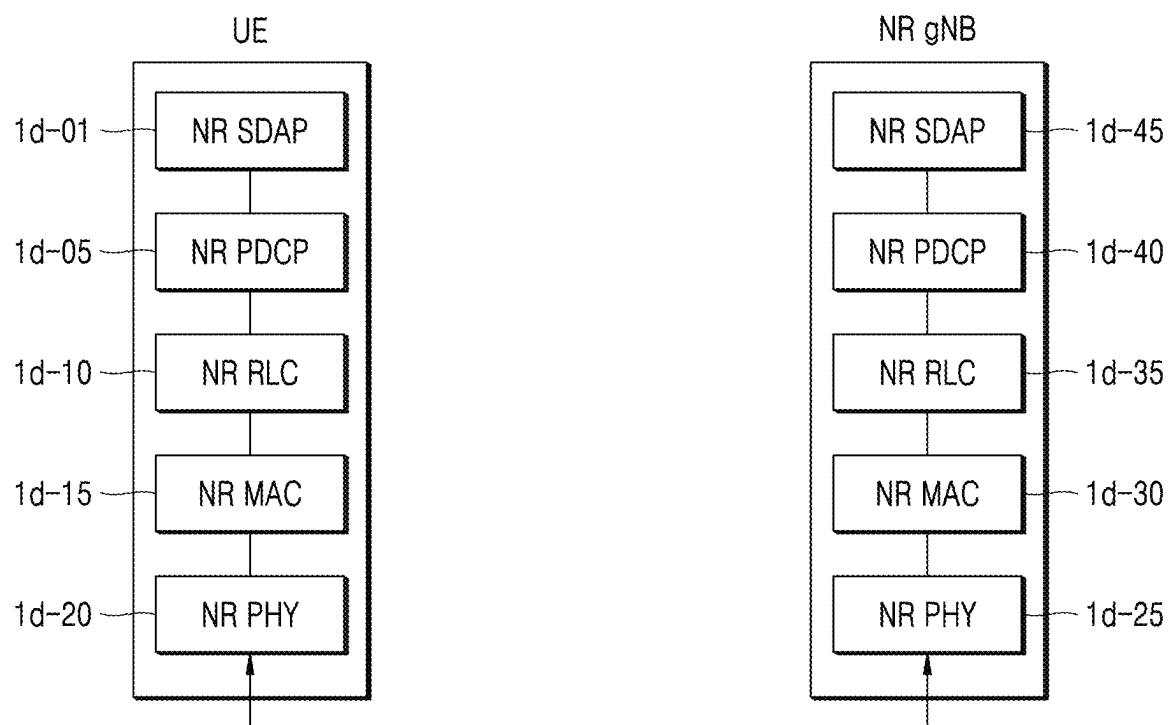 UE NR gNB
1d-01 NR SDAP NR SDAP 1d-45
1d-05 NR PDCP NR PDCP 1d-40
1d-10 NR RLC NR RLC 1d-35
1d-15 NR MAC NR MAC 1d-30
1d-20 NR PHY NR PHY 1d-25